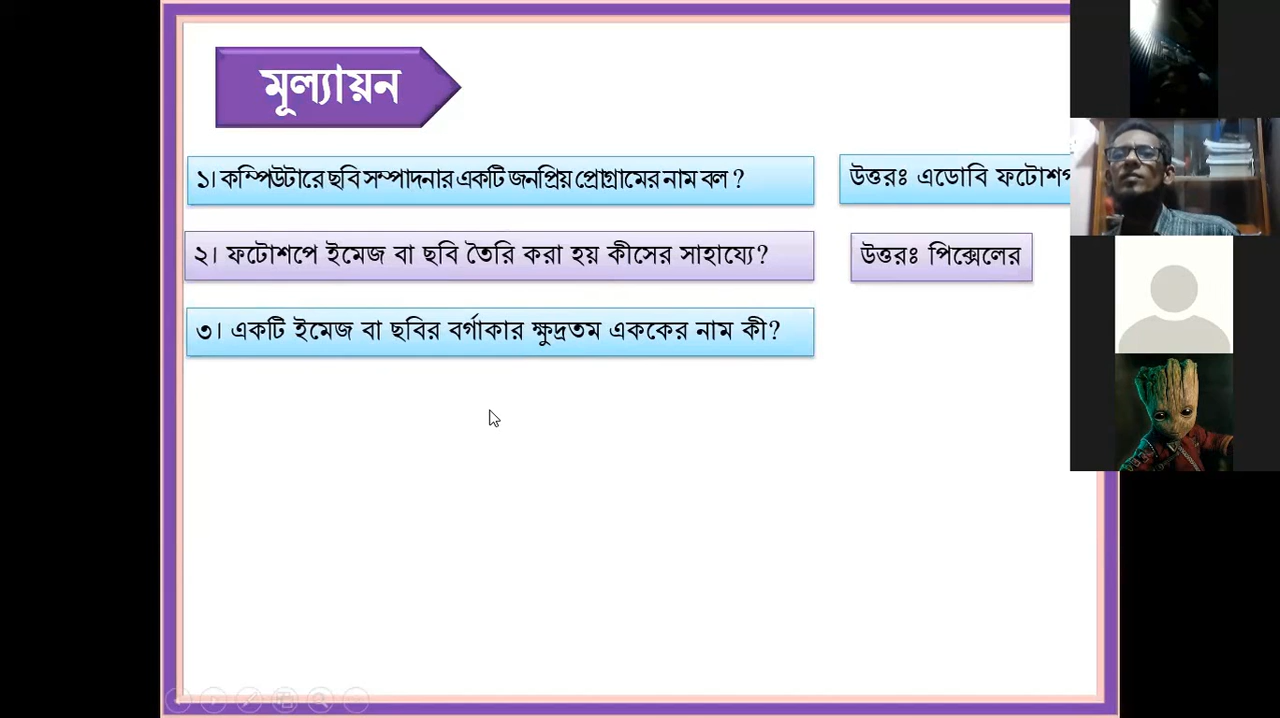 মূল্যায়ন
১। কম্পিউটারে ছবি সম্পাদনার একটি জনপ্রিয় প্রোগ্রামের নাম বল ?
উত্তরঃ এডোবি
২। ফটোশপে ইমেজ বা ছবি তৈরি করা হয় কীসের সাহায্যে?
উত্তরঃ পিক্সেলের
৩। একটি ইমেজ বা ছবির বর্গাকার ক্ষুদ্রতম এককের নাম কী?